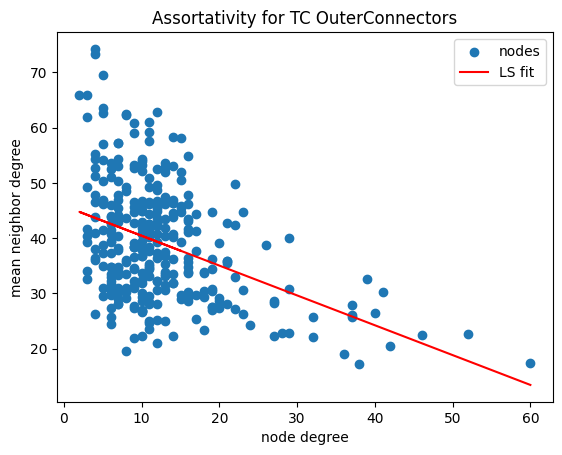 Assortativity for TC OuterConnectors
nodes
LS fit
mean neighbor degree
70
60
50
40
30
20
0
10
20
30
40
50
60
node degree